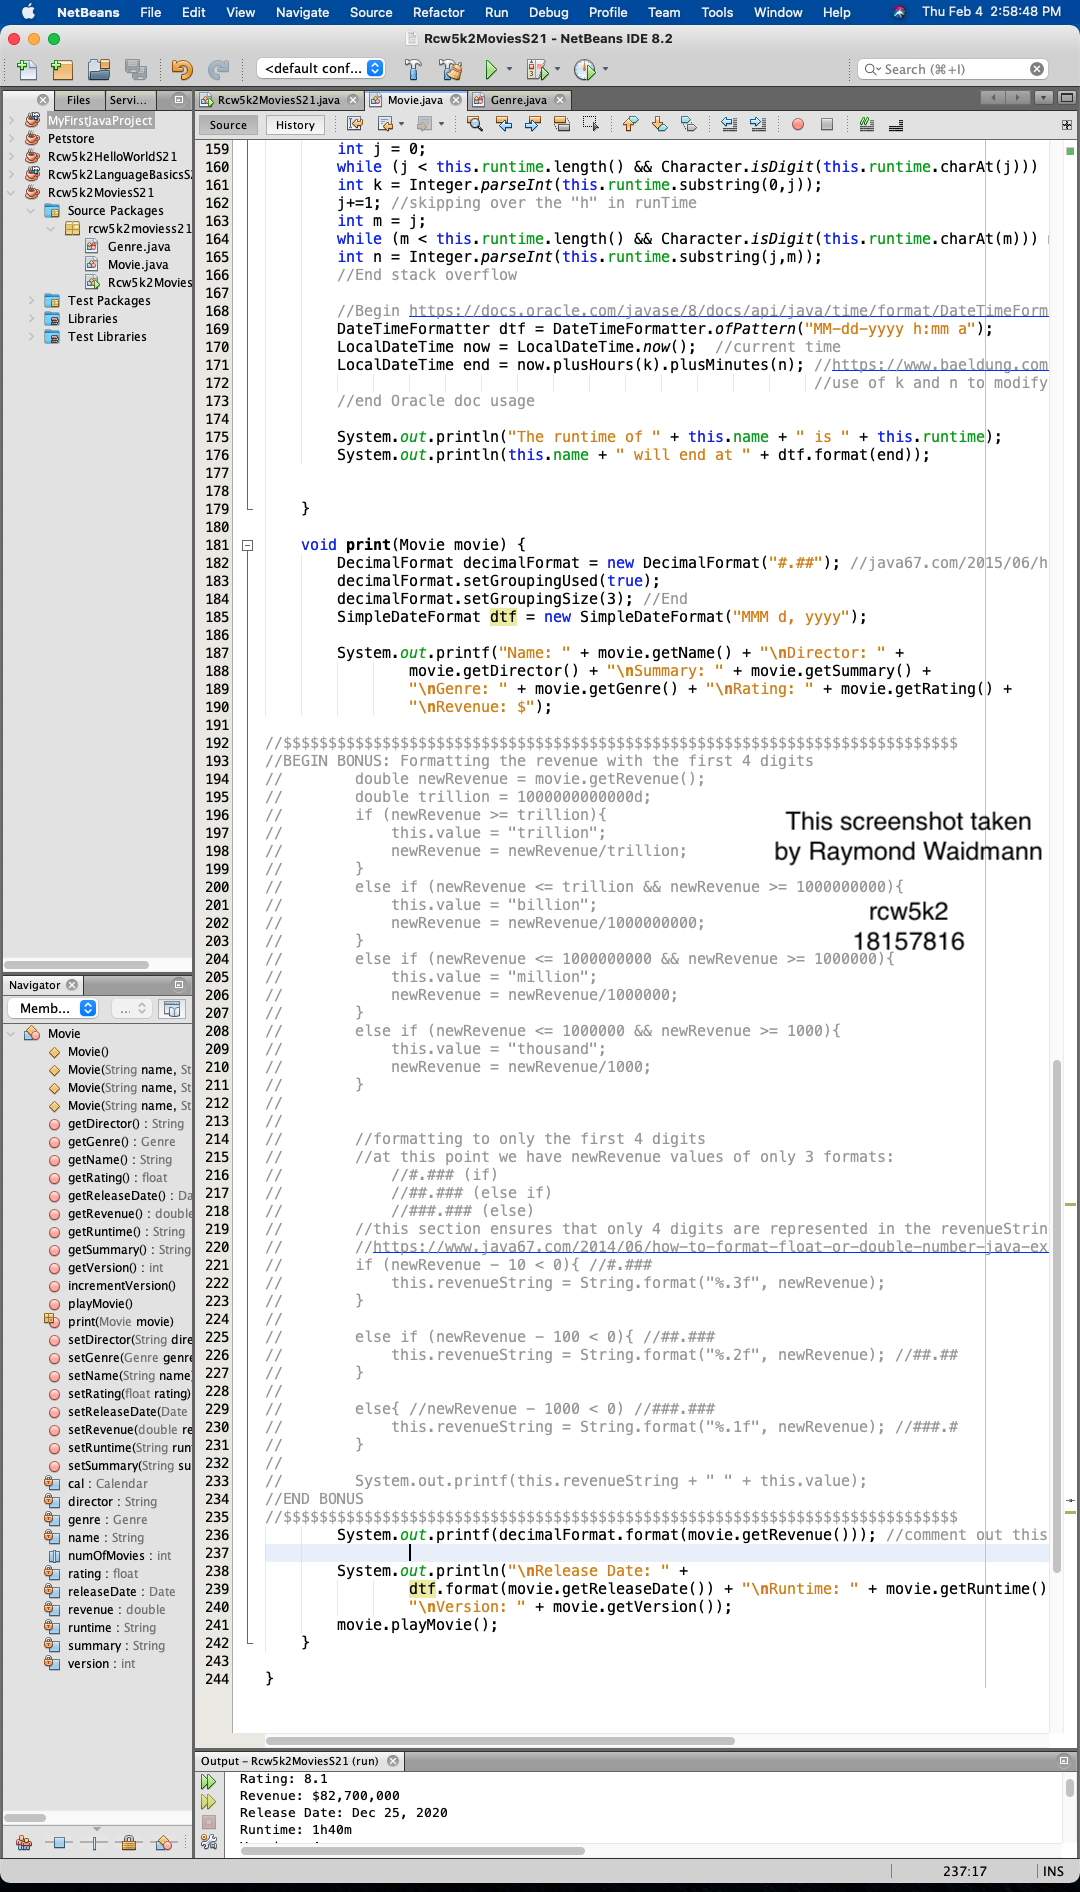 NetBeans File Edit View Navigate Source Refactor Run Debug Profile Team Tools Window Help Thu Feb 4 2:58:48 PM
Rcw5k2MoviesS21 - NetBeans IDE 8.2
<default conf... Search (⌘+I)
Files Servi... Rcw5k2MoviesS21.java Movie.java Genre.java
Source History
MyFirstJavaProject
Petstore
Rcw5k2HelloWorldS21
Rcw5k2LanguageBasicsS
Rcw5k2MoviesS21
Source Packages
rcw5k2moviess21
Genre.java
Movie.java
Rcw5k2Movies
Test Packages
Libraries
Test Libraries
Navigator
Memb... ...
Movie
Movie()
Movie(String name, St
Movie(String name, St
Movie(String name, St
getDirector() : String
getGenre() : Genre
getName() : String
getRating() : float
getReleaseDate() : Da
getRevenue() : double
getRuntime() : String
getSummary() : String
getVersion() : int
incrementVersion()
playMovie()
print(Movie movie)
setDirector(String dire
setGenre(Genre genre
setName(String name
setRating(float rating)
setReleaseDate(Date
setRevenue(double re
setRuntime(String run
setSummary(String su
cal : Calendar
director : String
genre : Genre
name : String
numOfMovies : int
rating : float
releaseDate : Date
revenue : double
runtime : String
summary : String
version : int
159 int j = 0;
160 while (j < this.runtime.length() && Character.isDigit(this.runtime.charAt(j)))
161 int k = Integer.parseInt(this.runtime.substring(0,j));
162 j+=1; //skipping over the "h" in runTime
163 int m = j;
164 while (m < this.runtime.length() && Character.isDigit(this.runtime.charAt(m)))
165 int n = Integer.parseInt(this.runtime.substring(j,m));
166 //End stack overflow
167
168 //Begin https://docs.oracle.com/javase/8/docs/api/java/time/format/DateTimeForm
169 DateTimeFormatter dtf = DateTimeFormatter.ofPattern("MM-dd-yyyy h:mm a");
170 LocalDateTime now = LocalDateTime.now(); //current time
171 LocalDateTime end = now.plusHours(k).plusMinutes(n); //https://www.baeldung.com
172 //use of k and n to modify
173 //end Oracle doc usage
174
175 System.out.println("The runtime of " + this.name + " is " + this.runtime);
176 System.out.println(this.name + " will end at " + dtf.format(end));
177
178
179 }
180
181 void print(Movie movie) {
182 DecimalFormat decimalFormat = new DecimalFormat("#.##"); //java67.com/2015/06/h
183 decimalFormat.setGroupingUsed(true);
184 decimalFormat.setGroupingSize(3); //End
185 SimpleDateFormat dtf = new SimpleDateFormat("MMM d, yyyy");
186
187 System.out.printf("Name: " + movie.getName() + "\nDirector: " +
188 movie.getDirector() + "\nSummary: " + movie.getSummary() +
189 "\nGenre: " + movie.getGenre() + "\nRating: " + movie.getRating() +
190 "\nRevenue: $");
191
192 //$$$$$$$$$$$$$$$$$$$$$$$$$$$$$$$$$$$$$$$$$$$$$$$$$$$$$$$$$$$$$$$$$$$$$$$$$$$
193 //BEGIN BONUS: Formatting the revenue with the first 4 digits
194 // double newRevenue = movie.getRevenue();
195 // double trillion = 1000000000000d;
196 // if (newRevenue >= trillion){
197 // this.value = "trillion";
198 // newRevenue = newRevenue/trillion;
199 // }
200 // else if (newRevenue <= trillion && newRevenue >= 1000000000){
201 // this.value = "billion";
202 // newRevenue = newRevenue/1000000000;
203 // }
204 // else if (newRevenue <= 1000000000 && newRevenue >= 1000000){
205 // this.value = "million";
206 // newRevenue = newRevenue/1000000;
207 // }
208 // else if (newRevenue <= 1000000 && newRevenue >= 1000){
209 // this.value = "thousand";
210 // newRevenue = newRevenue/1000;
211 // }
212 //
213 //
214 // //formatting to only the first 4 digits
215 // //at this point we have newRevenue values of only 3 formats:
216 // //#.### (if)
217 // //##.### (else if)
218 // //###.### (else)
219 // //this section ensures that only 4 digits are represented in the revenueStrin
220 // //https://www.java67.com/2014/06/how-to-format-float-or-double-number-java-ex
221 // if (newRevenue - 10 < 0){ //#.###
222 // this.revenueString = String.format("%.3f", newRevenue);
223 // }
224 //
225 // else if (newRevenue - 100 < 0){ //##.###
226 // this.revenueString = String.format("%.2f", newRevenue); //##.##
227 // }
228 //
229 // else{ //newRevenue - 1000 < 0) //###.###
230 // this.revenueString = String.format("%.1f", newRevenue); //###.#
231 // }
232 //
233 // System.out.printf(this.revenueString + " " + this.value);
234 //END BONUS
235 //$$$$$$$$$$$$$$$$$$$$$$$$$$$$$$$$$$$$$$$$$$$$$$$$$$$$$$$$$$$$$$$$$$$$$$$$$$$
236 System.out.printf(decimalFormat.format(movie.getRevenue())); //comment out this
237
238 System.out.println("\nRelease Date: " +
239 dtf.format(movie.getReleaseDate()) + "\nRuntime: " + movie.getRuntime()
240 "\nVersion: " + movie.getVersion());
241 movie.playMovie();
242 }
243
244 }
This screenshot taken
by Raymond Waidmann
rcw5k2
18157816
Output - Rcw5k2MoviesS21 (run)
Rating: 8.1
Revenue: $82,700,000
Release Date: Dec 25, 2020
Runtime: 1h40m
237:17 INS